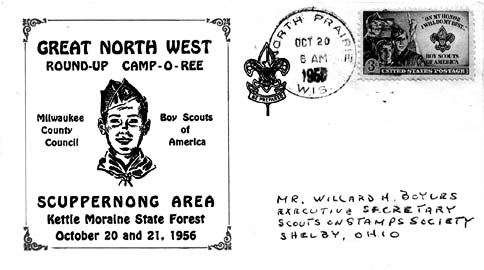 GREAT NORTH WEST
ROUND-UP CAMP-O-REE
Milwaukee
County
Council
Boy Scouts
of
America
SCUPPERNONG AREA
Kettle Moraine State Forest
October 20 and 21, 1956
NORTH PRAIRIE
OCT 20
6 AM
1956
WIS.
BE PREPARED
"ON MY HONOR
I WILL DO MY BEST"
BOY SCOUTS
OF AMERICA
3¢
UNITED STATES POSTAGE
MR. WILLARD H. BOYLES
EXECUTIVE SECRETARY
SCOUTS ON STAMPS SOCIETY
SHELBY, OHIO